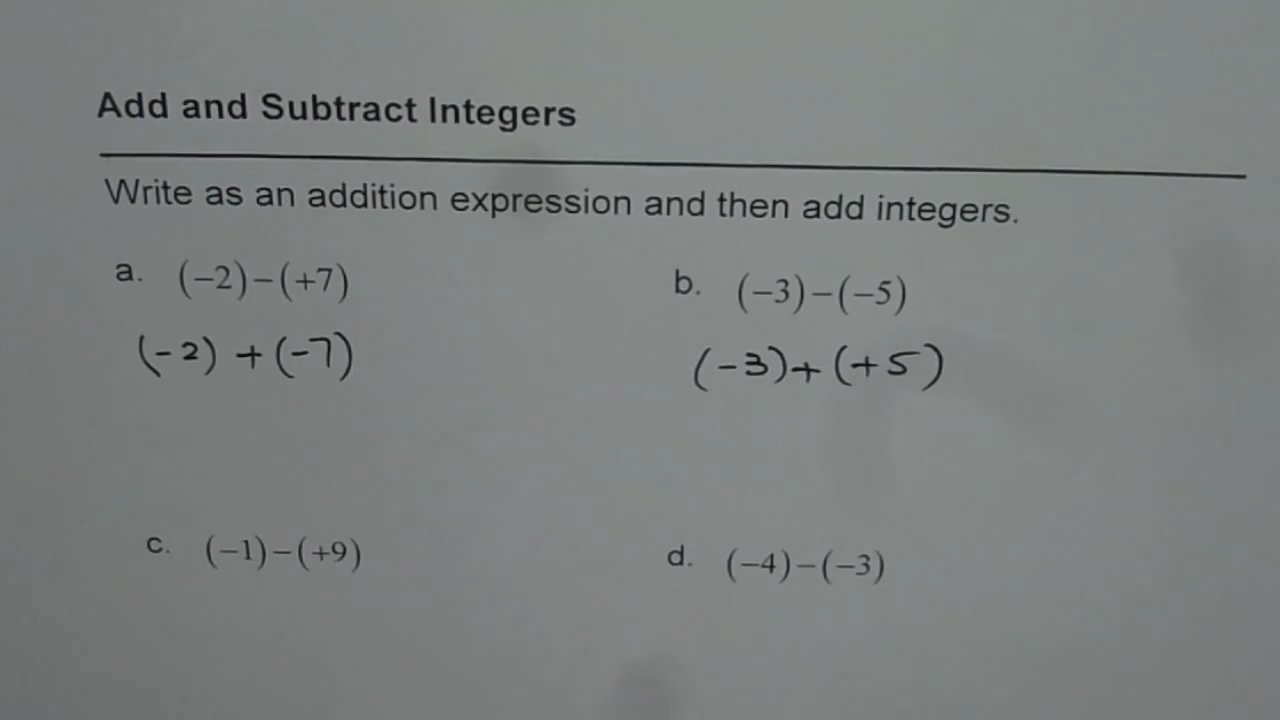 Add and Subtract Integers
Write as an addition expression and then add integers.
a. (−2)−(+7)
b. (−3)−(−5)
(-2) + (-7)
(-3)+(+5)
c. (−1)−(+9)
d. (−4)−(−3)